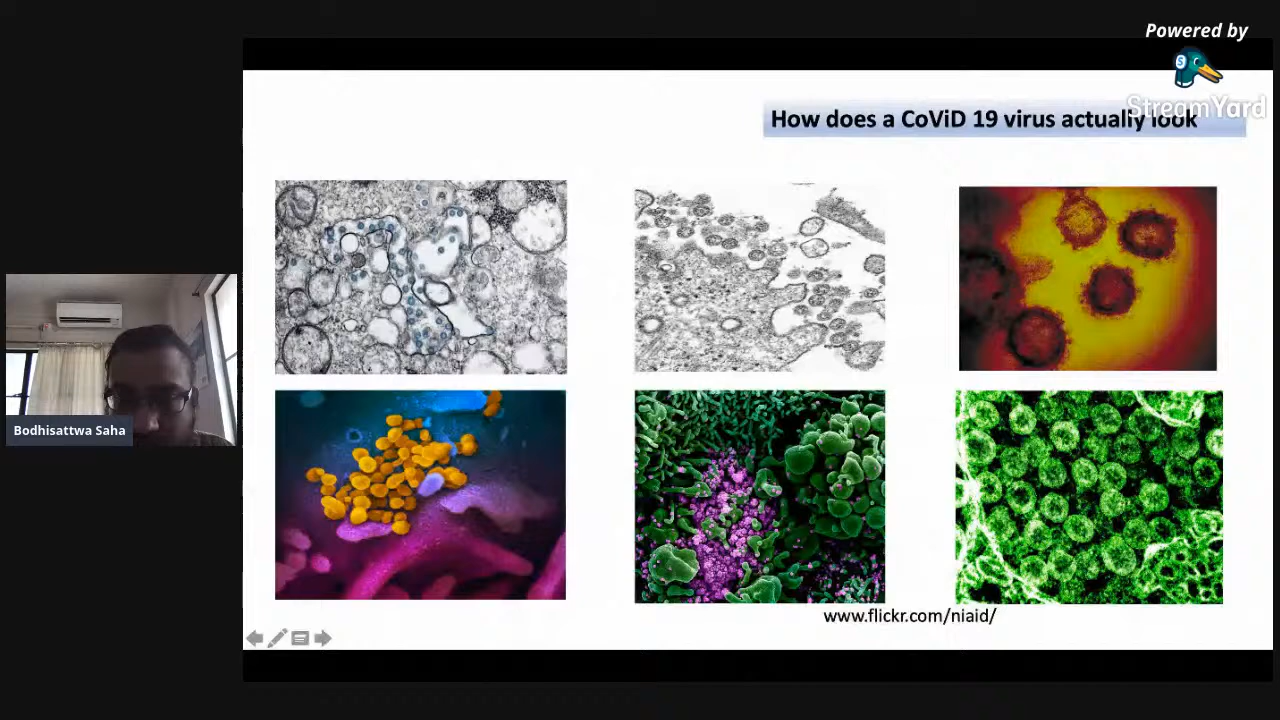 Powered by
StreamYard
How does a CoViD 19 virus actually look
Bodhisattwa Saha
www.flickr.com/niaid/